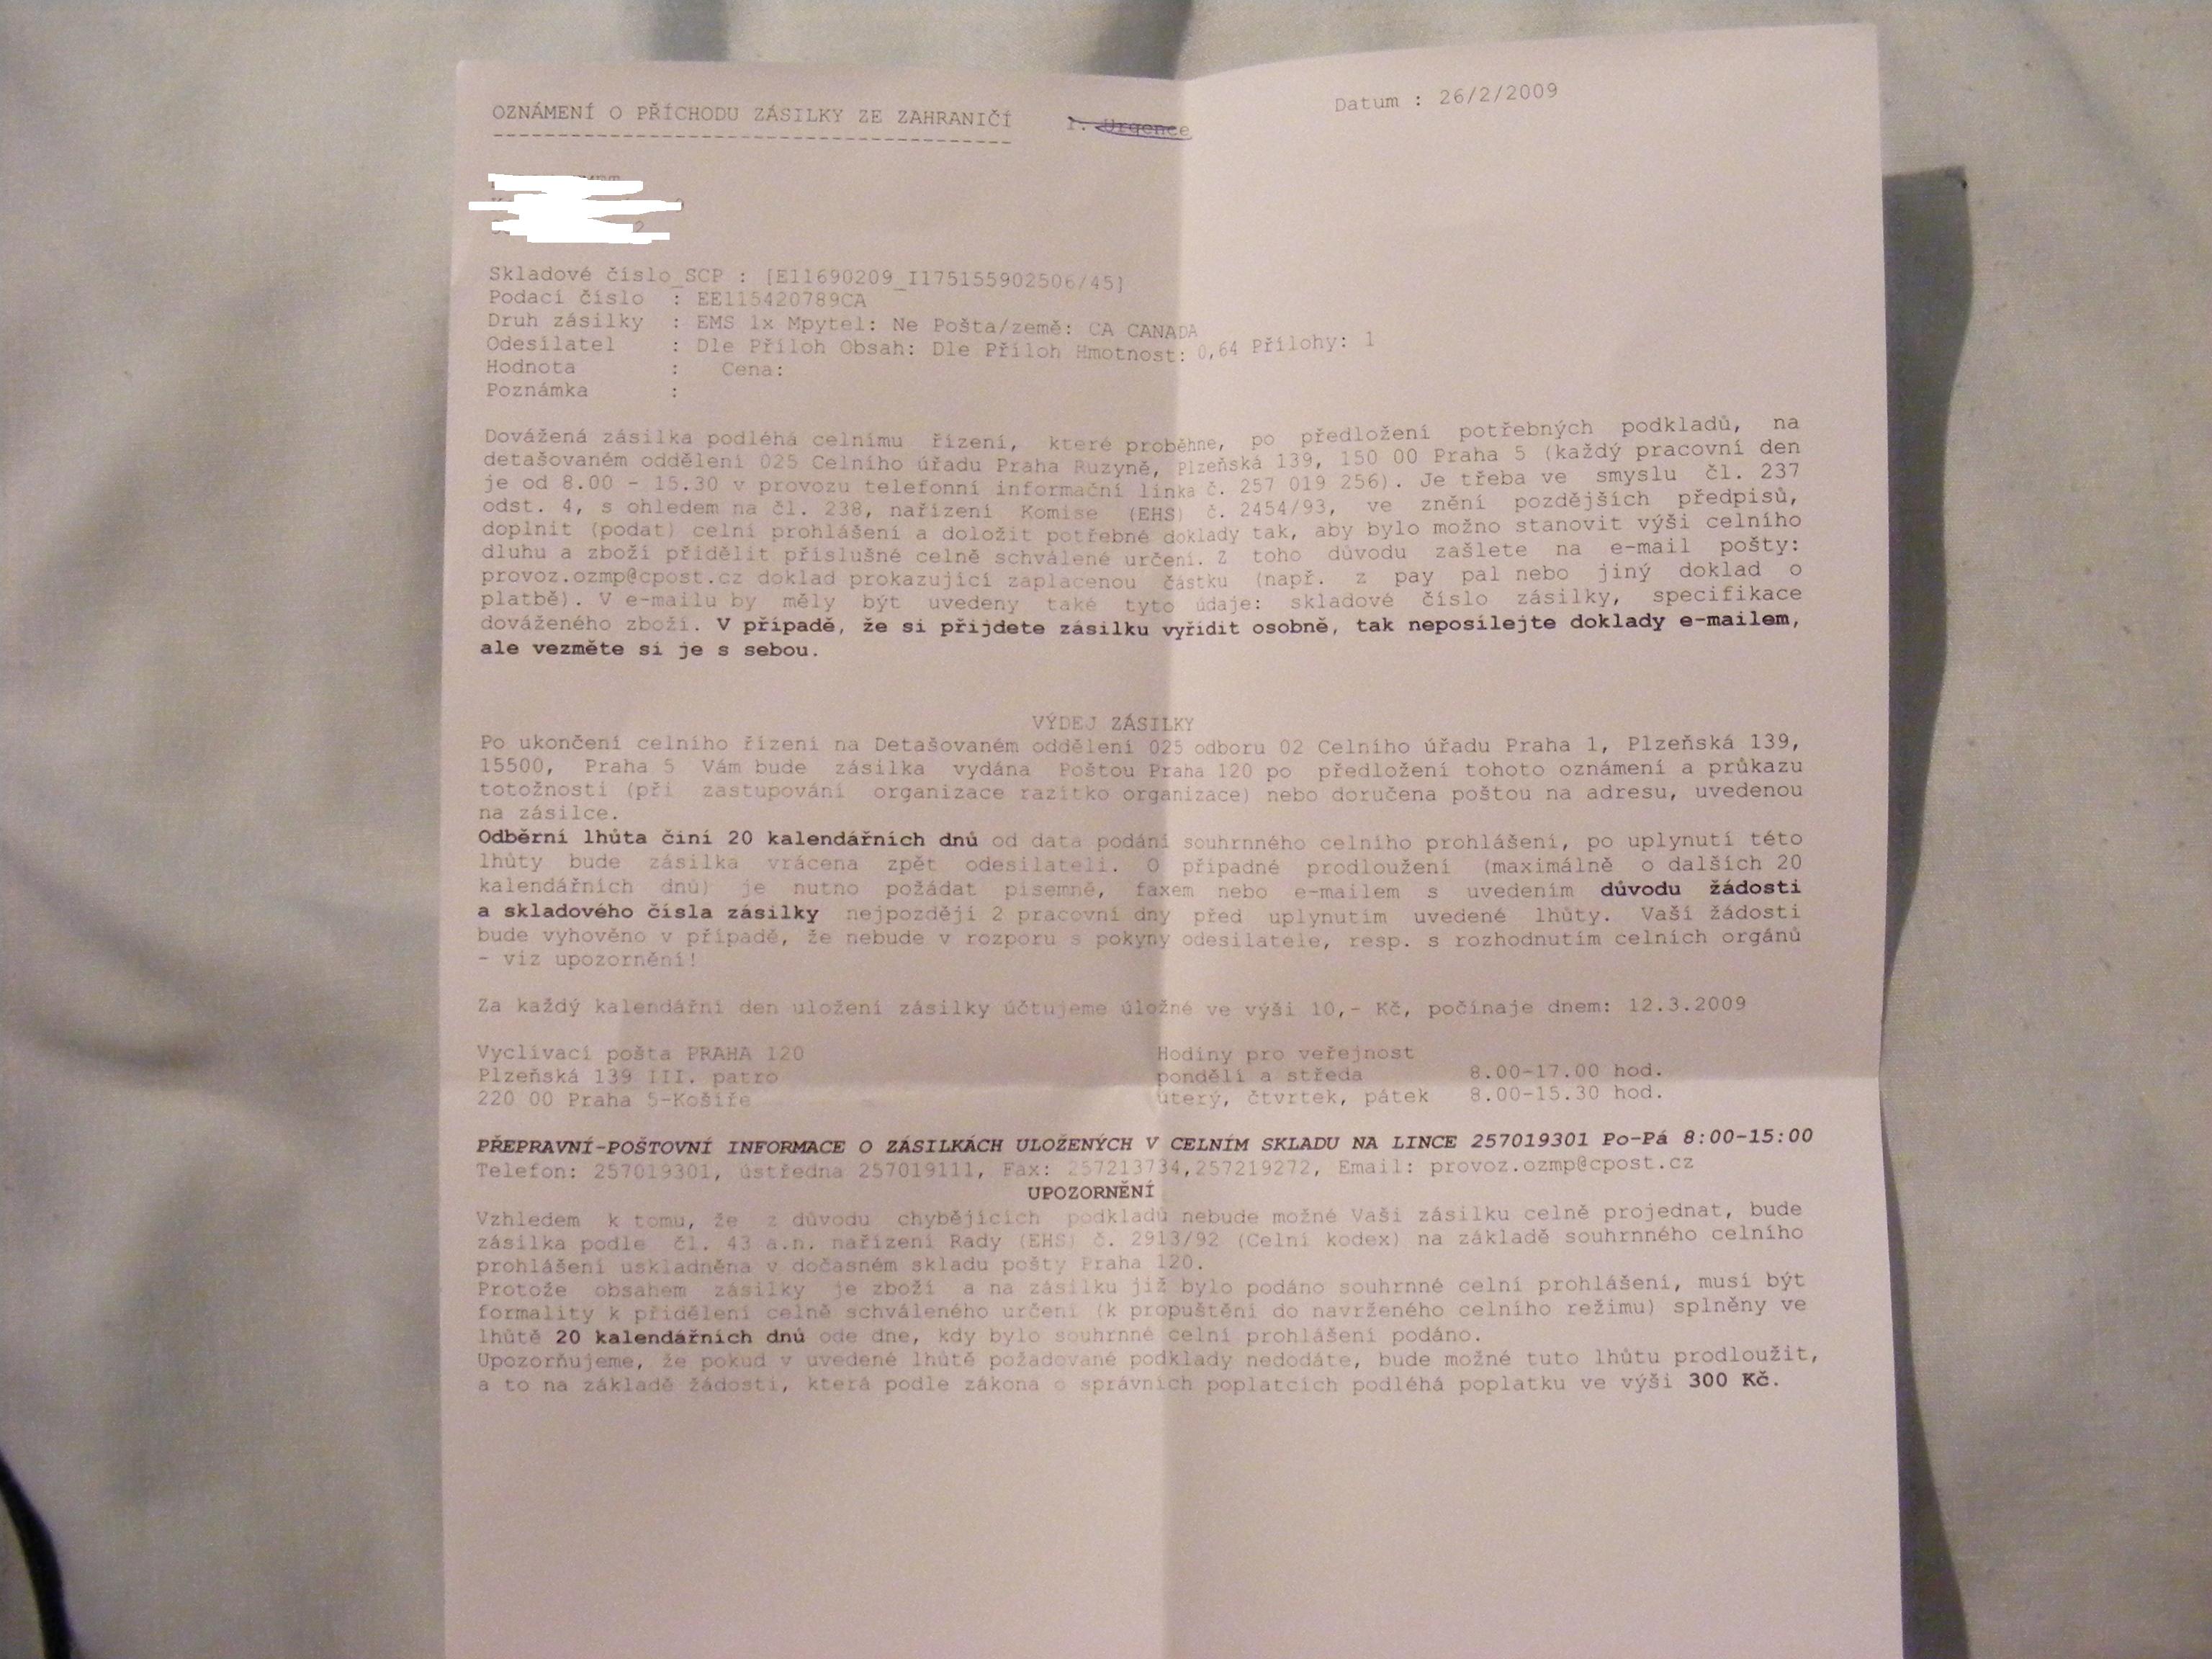 OZNÁMENÍ O PŘÍCHODU ZÁSILKY ZE ZAHRANIČÍ
1. Urgence
Datum : 26/2/2009
Skladové číslo_SCP : [E11690209_I175155902506/45]
Podací číslo : EE115420789CA
Druh zásilky : EMS 1x Mpytel: Ne Pošta/země: CA CANADA
Odesilatel : Dle Příloh Obsah: Dle Příloh Hmotnost: 0,64 Přílohy: 1
Hodnota : Cena:
Poznámka :
Dovážená zásilka podléhá celnímu řízení, které proběhne, po předložení potřebných podkladů, na
detašovaném oddělení 025 Celního úřadu Praha Ruzyně, Plzeňská 139, 150 00 Praha 5 (každý pracovní den
je od 8.00 - 15.30 v provozu telefonní informační linka č. 257 019 256). Je třeba ve smyslu čl. 237
odst. 4, s ohledem na čl. 238, nařízení Komise (EHS) č. 2454/93, ve znění pozdějších předpisů,
doplnit (podat) celní prohlášení a doložit potřebné doklady tak, aby bylo možno stanovit výši celního
dluhu a zboží přidělit příslušné celně schválené určení. Z toho důvodu zašlete na e-mail pošty:
provoz.ozmp@cpost.cz doklad prokazující zaplacenou částku (např. z pay pal nebo jiný doklad o
platbě). V e-mailu by měly být uvedeny také tyto údaje: skladové číslo zásilky, specifikace
dováženého zboží. V případě, že si přijdete zásilku vyřídit osobně, tak neposílejte doklady e-mailem,
ale vezměte si je s sebou.
VÝDEJ ZÁSILKY
Po ukončení celního řízení na Detašovaném oddělení 025 odboru 02 Celního úřadu Praha 1, Plzeňská 139,
15500, Praha 5 Vám bude zásilka vydána Poštou Praha 120 po předložení tohoto oznámení a průkazu
totožnosti (při zastupování organizace razítko organizace) nebo doručena poštou na adresu, uvedenou
na zásilce.
Odběrní lhůta činí 20 kalendářních dnů od data podání souhrnného celního prohlášení, po uplynutí této
lhůty bude zásilka vrácena zpět odesilateli. O případné prodloužení (maximálně o dalších 20
kalendářních dnů) je nutno požádat písemně, faxem nebo e-mailem s uvedením důvodu žádosti
a skladového čísla zásilky nejpozději 2 pracovní dny před uplynutím uvedené lhůty. Vaší žádosti
bude vyhověno v případě, že nebude v rozporu s pokyny odesilatele, resp. s rozhodnutím celních orgánů
- viz upozornění!
Za každý kalendářní den uložení zásilky účtujeme úložné ve výši 10,- Kč, počínaje dnem: 12.3.2009
Vyclívací pošta PRAHA 120
Plzeňská 139 III. patro
220 00 Praha 5-Košíře
Hodiny pro veřejnost
pondělí a středa 8.00-17.00 hod.
úterý, čtvrtek, pátek 8.00-15.30 hod.
PŘEPRAVNÍ-POŠTOVNÍ INFORMACE O ZÁSILKÁCH ULOŽENÝCH V CELNÍM SKLADU NA LINCE 257019301 Po-Pá 8:00-15:00
Telefon: 257019301, ústředna 257019111, Fax: 257213734,257219272, Email: provoz.ozmp@cpost.cz
UPOZORNĚNÍ
Vzhledem k tomu, že z důvodu chybějících podkladů nebude možné Vaši zásilku celně projednat, bude
zásilka podle čl. 43 a.n. nařízení Rady (EHS) č. 2913/92 (Celní kodex) na základě souhrnného celního
prohlášení uskladněna v dočasném skladu pošty Praha 120.
Protože obsahem zásilky je zboží a na zásilku již bylo podáno souhrnné celní prohlášení, musí být
formality k přidělení celně schváleného určení (k propuštění do navrženého celního režimu) splněny ve
lhůtě 20 kalendářních dnů ode dne, kdy bylo souhrnné celní prohlášení podáno.
Upozorňujeme, že pokud v uvedené lhůtě požadované podklady nedodáte, bude možné tuto lhůtu prodloužit,
a to na základě žádosti, která podle zákona o správních poplatcích podléhá poplatku ve výši 300 Kč.